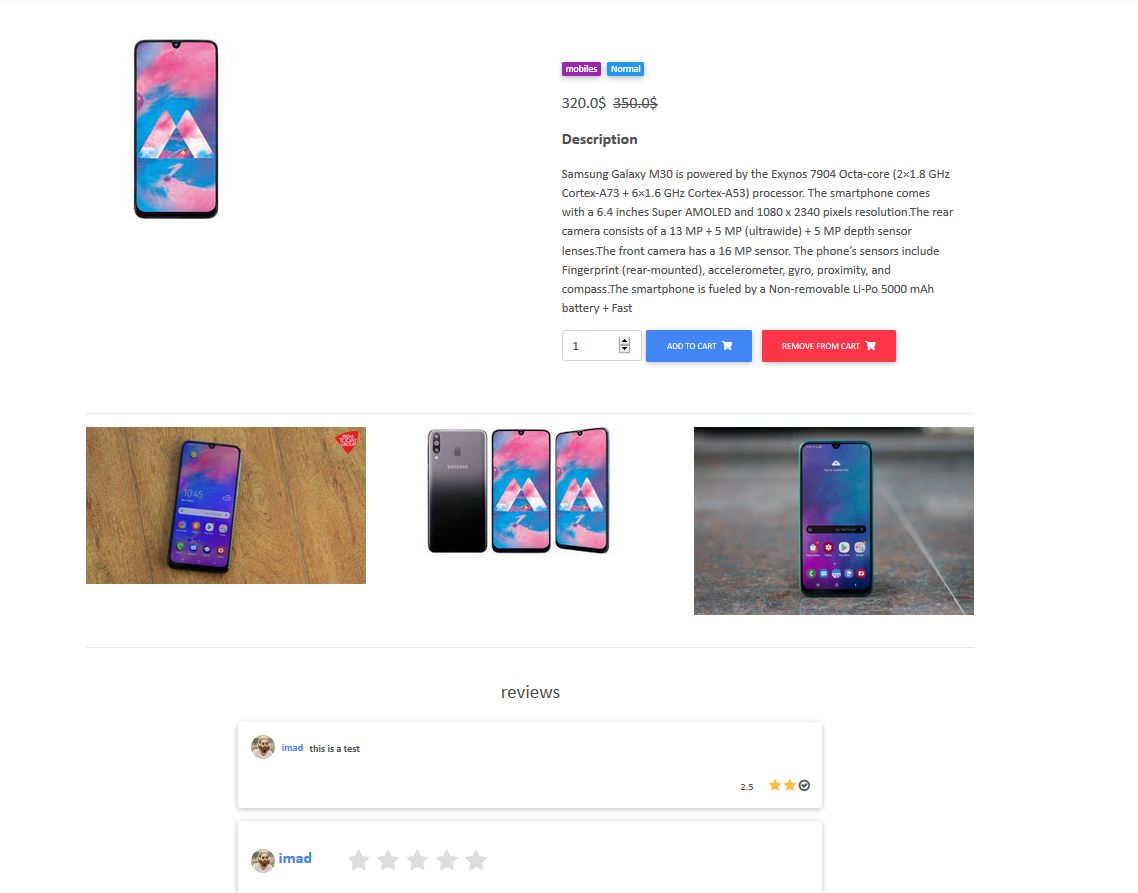 mobiles Normal
320.0$ 350.0$
Description
Samsung Galaxy M30 is powered by the Exynos 7904 Octa-core (2×1.8 GHz
Cortex-A73 + 6×1.6 GHz Cortex-A53) processor. The smartphone comes
with a 6.4 inches Super AMOLED and 1080 x 2340 pixels resolution.The rear
camera consists of a 13 MP + 5 MP (ultrawide) + 5 MP depth sensor
lenses.The front camera has a 16 MP sensor. The phone’s sensors include
Fingerprint (rear-mounted), accelerometer, gyro, proximity, and
compass.The smartphone is fueled by a Non-removable Li-Po 5000 mAh
battery + Fast
1 ADD TO CART REMOVE FROM CART
INDIA
TODAY
GROUP
10:45
SAMSUNG
reviews
imad this is a test
2.5
imad